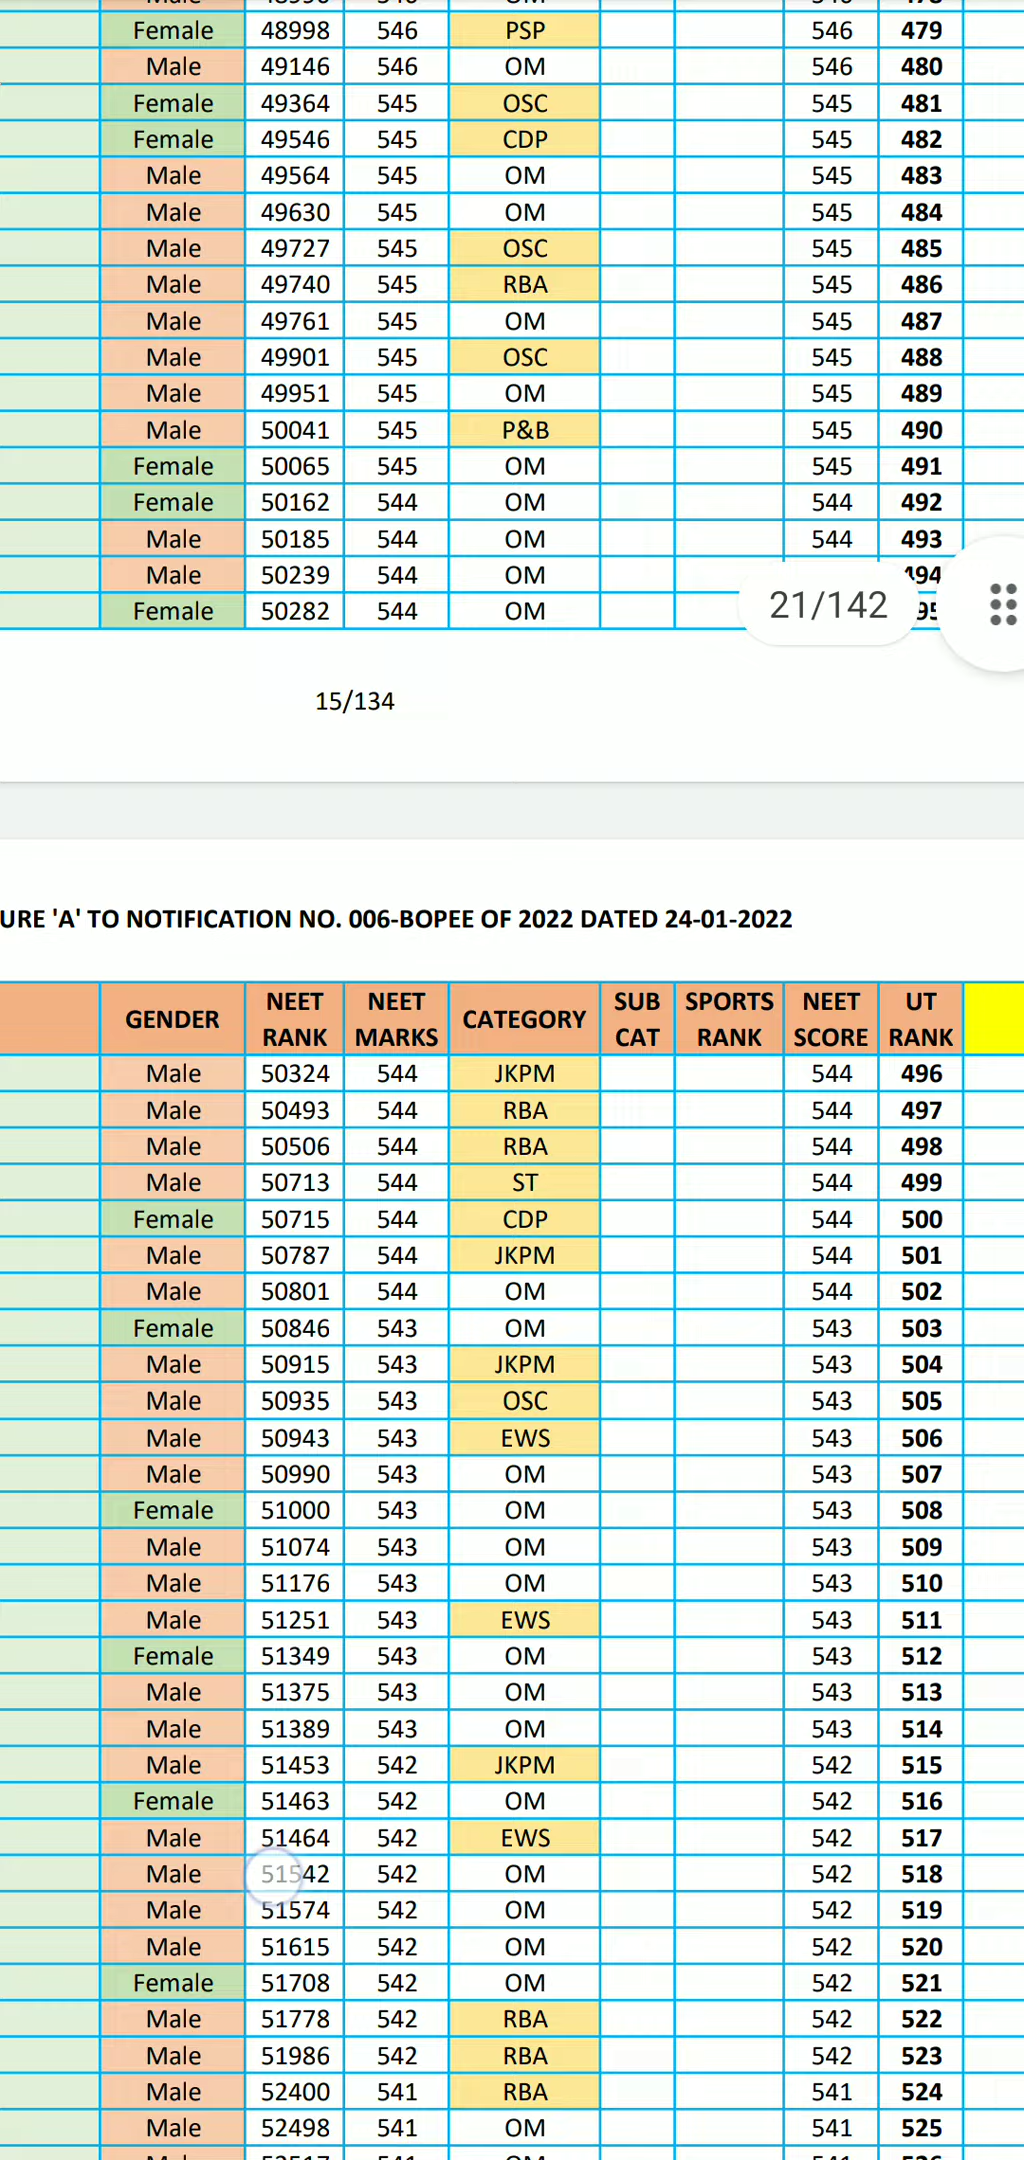 Female 48998 546 PSP 546 479
Male 49146 546 OM 546 480
Female 49364 545 OSC 545 481
Female 49546 545 CDP 545 482
Male 49564 545 OM 545 483
Male 49630 545 OM 545 484
Male 49727 545 OSC 545 485
Male 49740 545 RBA 545 486
Male 49761 545 OM 545 487
Male 49901 545 OSC 545 488
Male 49951 545 OM 545 489
Male 50041 545 P&B 545 490
Female 50065 545 OM 545 491
Female 50162 544 OM 544 492
Male 50185 544 OM 544 493
Male 50239 544 OM 494
Female 50282 544 OM
21/142
15/134
URE 'A' TO NOTIFICATION NO. 006-BOPEE OF 2022 DATED 24-01-2022
GENDER NEET RANK NEET MARKS CATEGORY SUB CAT SPORTS RANK NEET SCORE UT RANK
Male 50324 544 JKPM 544 496
Male 50493 544 RBA 544 497
Male 50506 544 RBA 544 498
Male 50713 544 ST 544 499
Female 50715 544 CDP 544 500
Male 50787 544 JKPM 544 501
Male 50801 544 OM 544 502
Female 50846 543 OM 543 503
Male 50915 543 JKPM 543 504
Male 50935 543 OSC 543 505
Male 50943 543 EWS 543 506
Male 50990 543 OM 543 507
Female 51000 543 OM 543 508
Male 51074 543 OM 543 509
Male 51176 543 OM 543 510
Male 51251 543 EWS 543 511
Female 51349 543 OM 543 512
Male 51375 543 OM 543 513
Male 51389 543 OM 543 514
Male 51453 542 JKPM 542 515
Female 51463 542 OM 542 516
Male 51464 542 EWS 542 517
Male 51542 542 OM 542 518
Male 51574 542 OM 542 519
Male 51615 542 OM 542 520
Female 51708 542 OM 542 521
Male 51778 542 RBA 542 522
Male 51986 542 RBA 542 523
Male 52400 541 RBA 541 524
Male 52498 541 OM 541 525